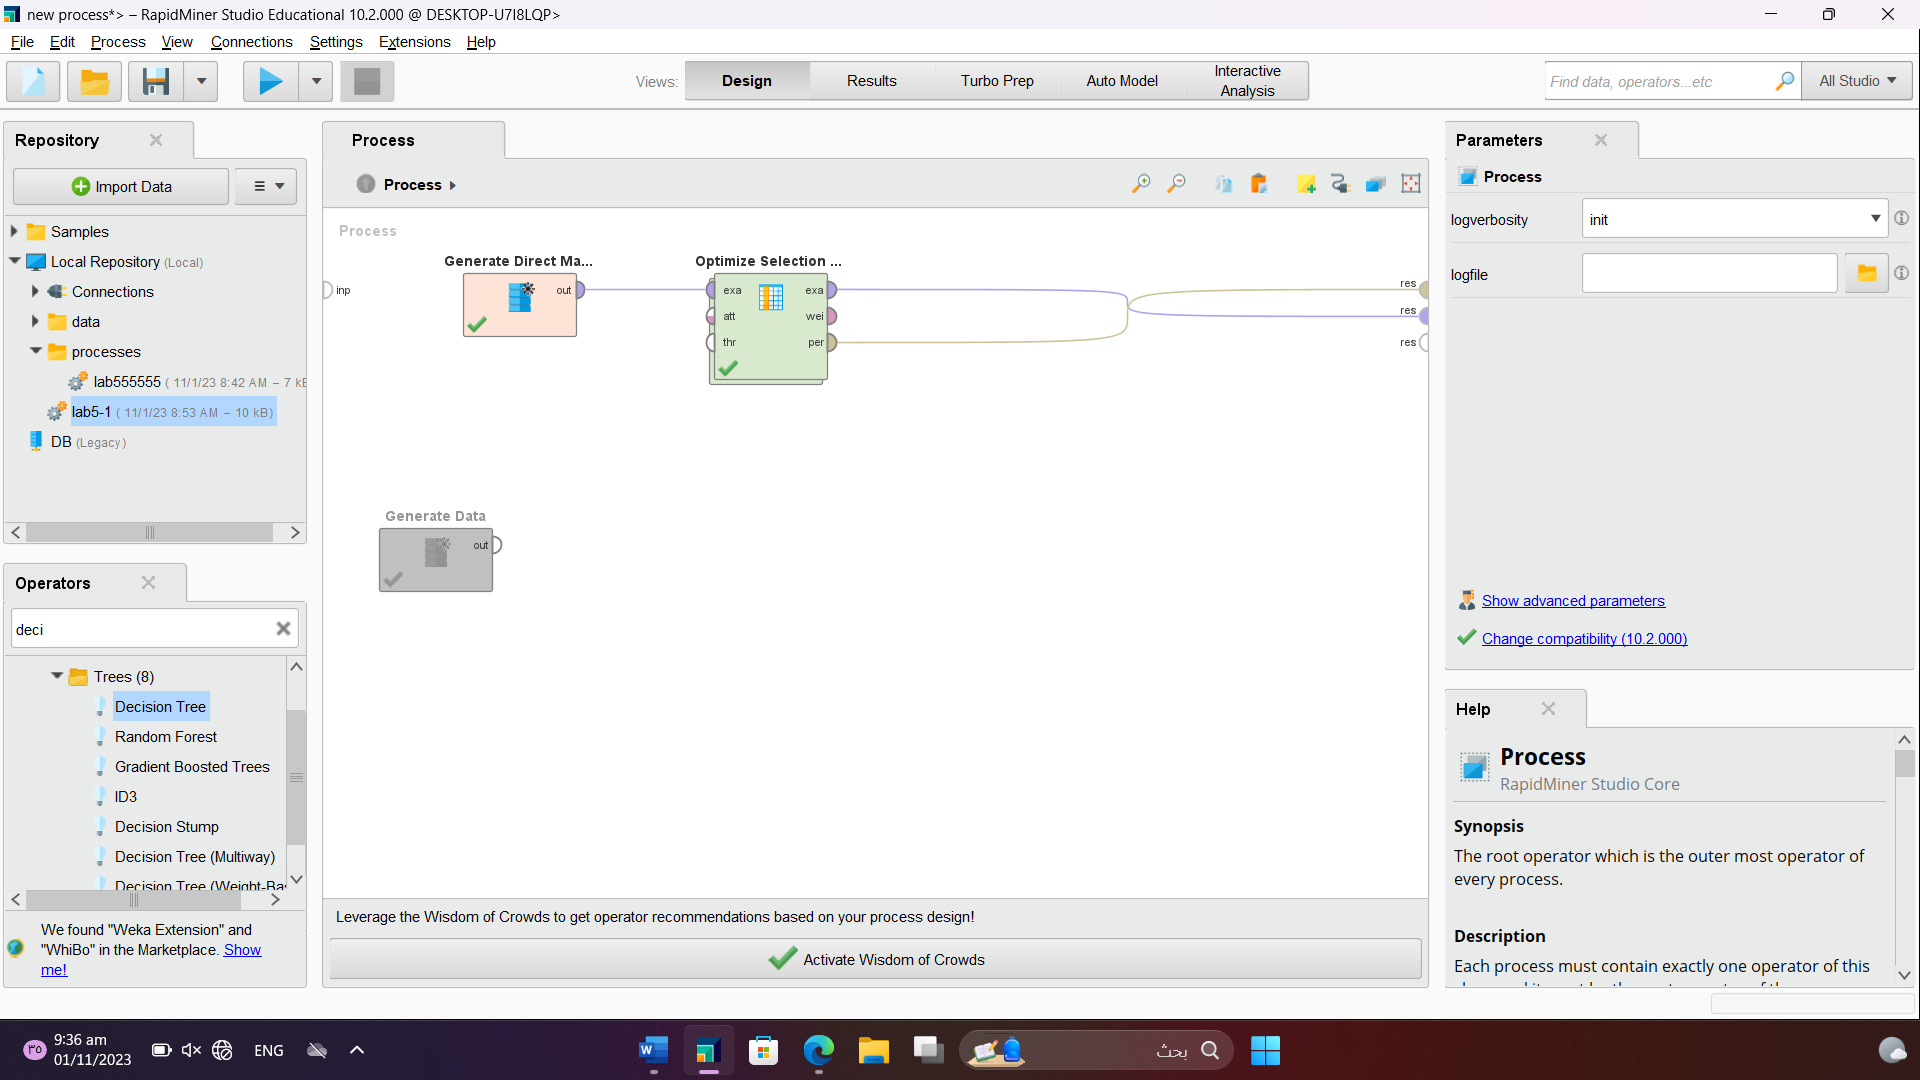 new process*> – RapidMiner Studio Educational 10.2.000 @ DESKTOP-U7I8LQP>
File Edit Process View Connections Settings Extensions Help
Views: Design Results Turbo Prep Auto Model Interactive Analysis
Find data, operators...etc All Studio
Repository
Import Data
Samples
Local Repository (Local)
Connections
data
processes
lab555555 ( 11/1/23 8:42 AM – 7 kB
lab5-1 ( 11/1/23 8:53 AM – 10 kB)
DB (Legacy)
Operators
deci
Trees (8)
Decision Tree
Random Forest
Gradient Boosted Trees
ID3
Decision Stump
Decision Tree (Multiway)
Decision Tree (Weight-Bas
We found "Weka Extension" and
"WhiBo" in the Marketplace. Show
me!
Process
Process
Process
inp
Generate Direct Ma...
out
Optimize Selection ...
exa exa
att wei
thr per
res
res
res
Generate Data
out
Leverage the Wisdom of Crowds to get operator recommendations based on your process design!
Activate Wisdom of Crowds
Parameters
Process
logverbosity init
logfile
Show advanced parameters
Change compatibility (10.2.000)
Help
Process
RapidMiner Studio Core
Synopsis
The root operator which is the outer most operator of
every process.
Description
Each process must contain exactly one operator of this
٣٥
9:36 am
01/11/2023
ENG
بحث